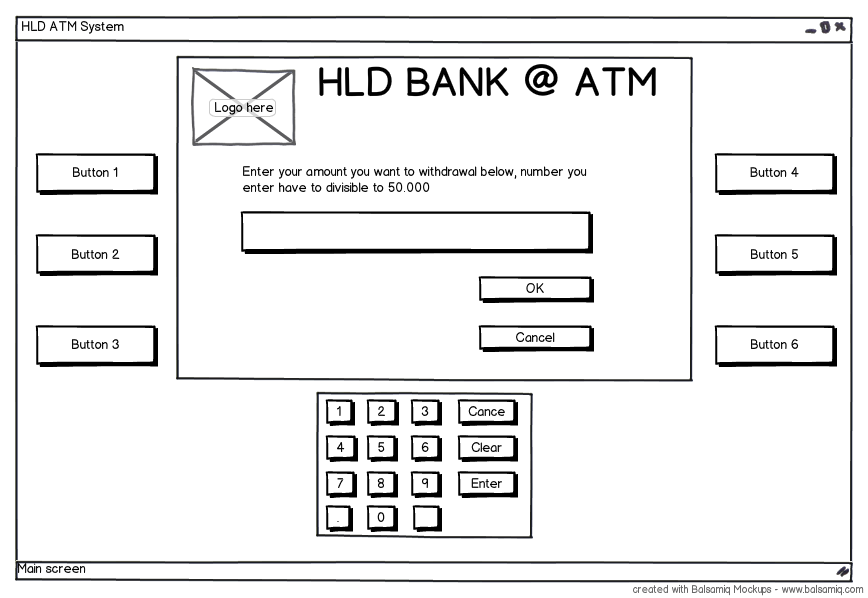 HLD ATM System
HLD BANK @ ATM
Logo here
Enter your amount you want to withdrawal below, number you
enter have to divisible to 50.000
Button 1
Button 4
Button 2
Button 5
OK
Cancel
Button 3
Button 6
1 2 3 Cance
4 5 6 Clear
7 8 9 Enter
. 0
Main screen
created with Balsamiq Mockups - www.balsamiq.com